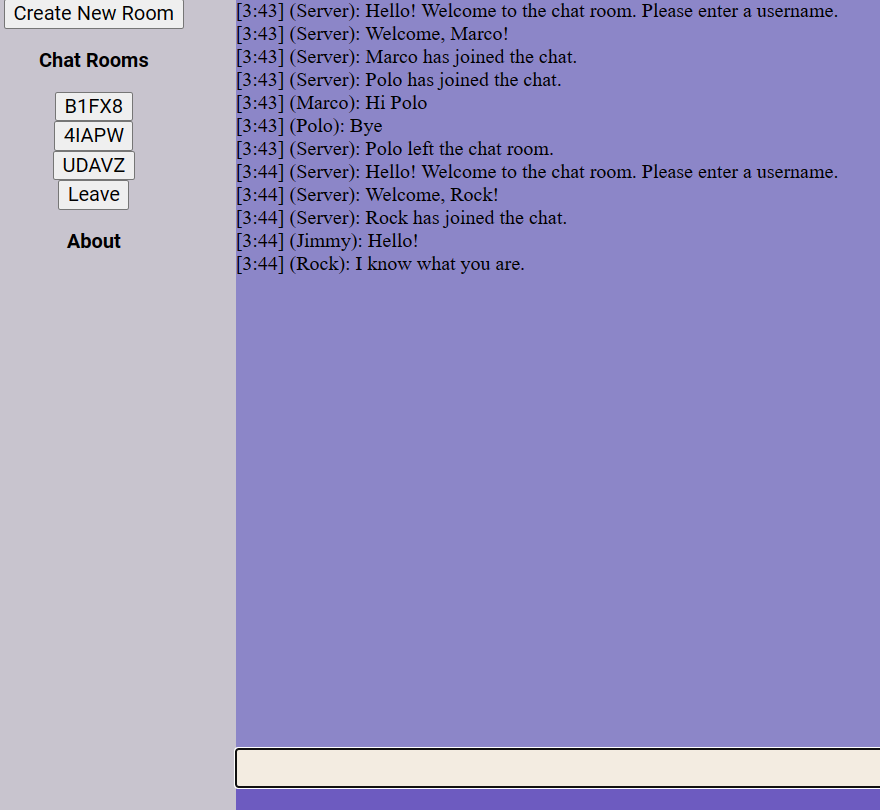 Create New Room
Chat Rooms
B1FX8
4IAPW
UDAVZ
Leave
About
[3:43] (Server): Hello! Welcome to the chat room. Please enter a username.
[3:43] (Server): Welcome, Marco!
[3:43] (Server): Marco has joined the chat.
[3:43] (Server): Polo has joined the chat.
[3:43] (Marco): Hi Polo
[3:43] (Polo): Bye
[3:43] (Server): Polo left the chat room.
[3:44] (Server): Hello! Welcome to the chat room. Please enter a username.
[3:44] (Server): Welcome, Rock!
[3:44] (Server): Rock has joined the chat.
[3:44] (Jimmy): Hello!
[3:44] (Rock): I know what you are.